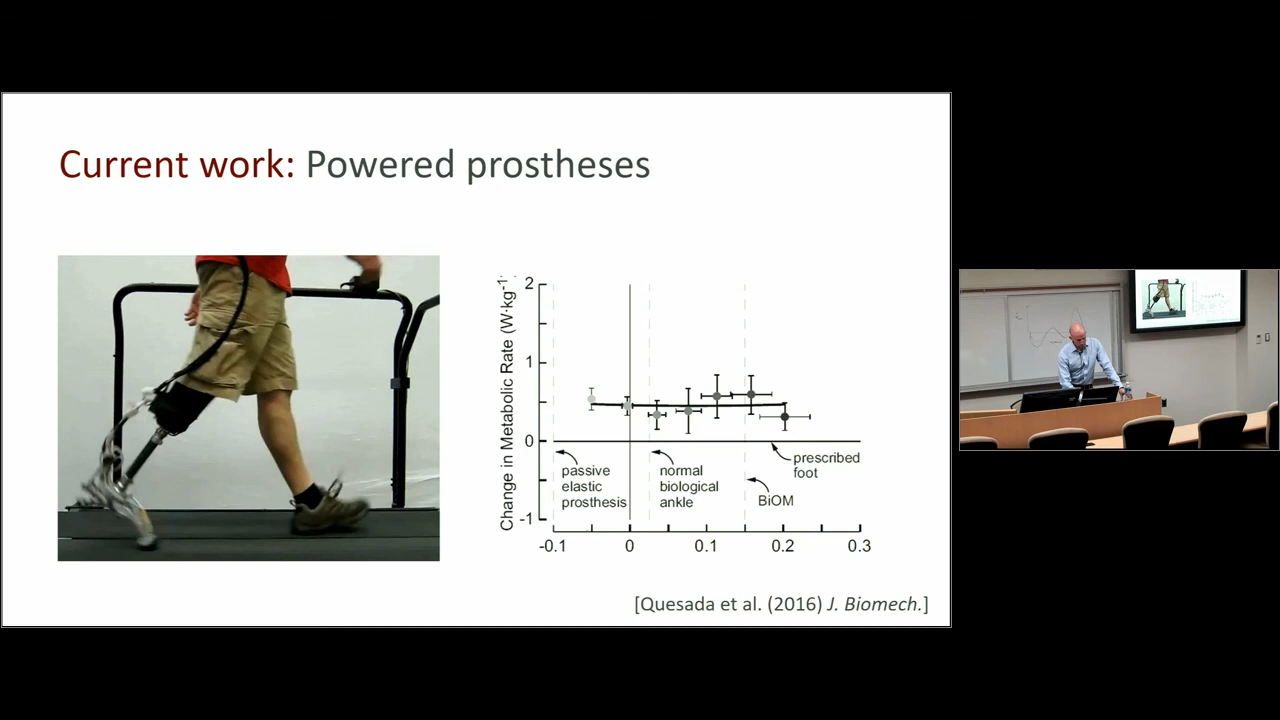 Current work: Powered prostheses
Change in Metabolic Rate (W·kg⁻¹
2
1
0
-1
passive
elastic
prosthesis
normal
biological
ankle
BiOM
prescribed
foot
-0.1
0
0.1
0.2
0.3
[Quesada et al. (2016) J. Biomech.]